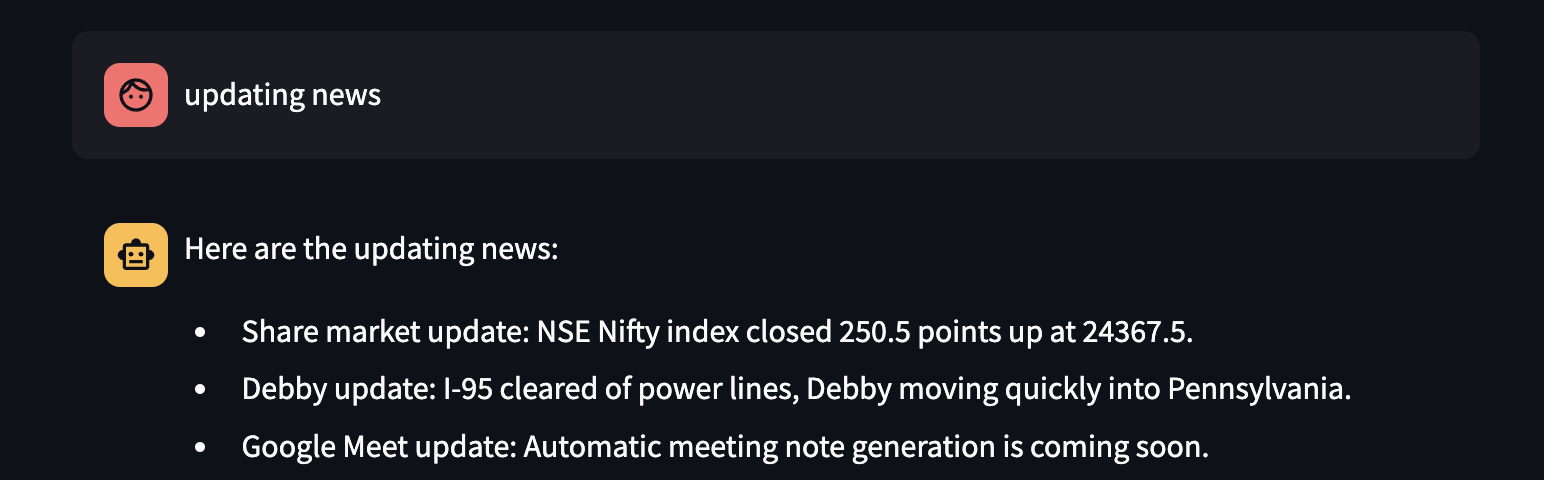 updating news
Here are the updating news:
• Share market update: NSE Nifty index closed 250.5 points up at 24367.5.
• Debby update: I-95 cleared of power lines, Debby moving quickly into Pennsylvania.
• Google Meet update: Automatic meeting note generation is coming soon.